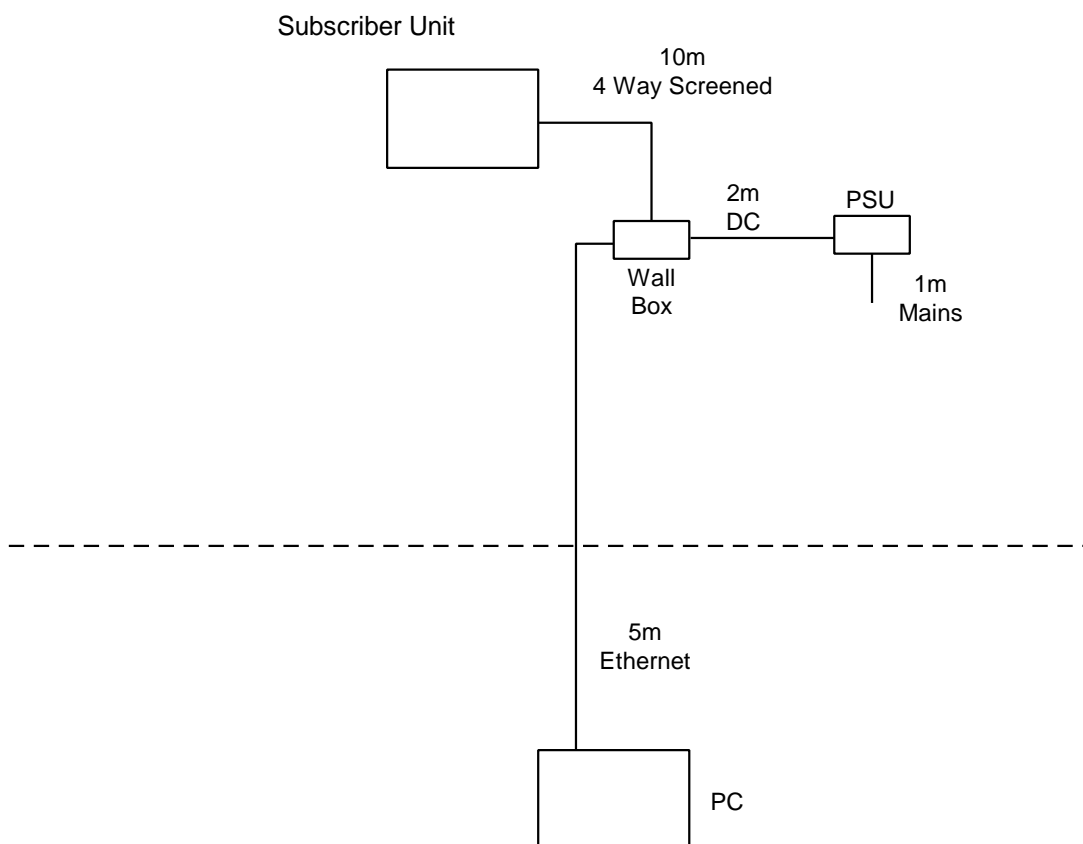 Subscriber Unit
10m
4 Way Screened
2m
DC
PSU
Wall
Box
1m
Mains
5m
Ethernet
PC